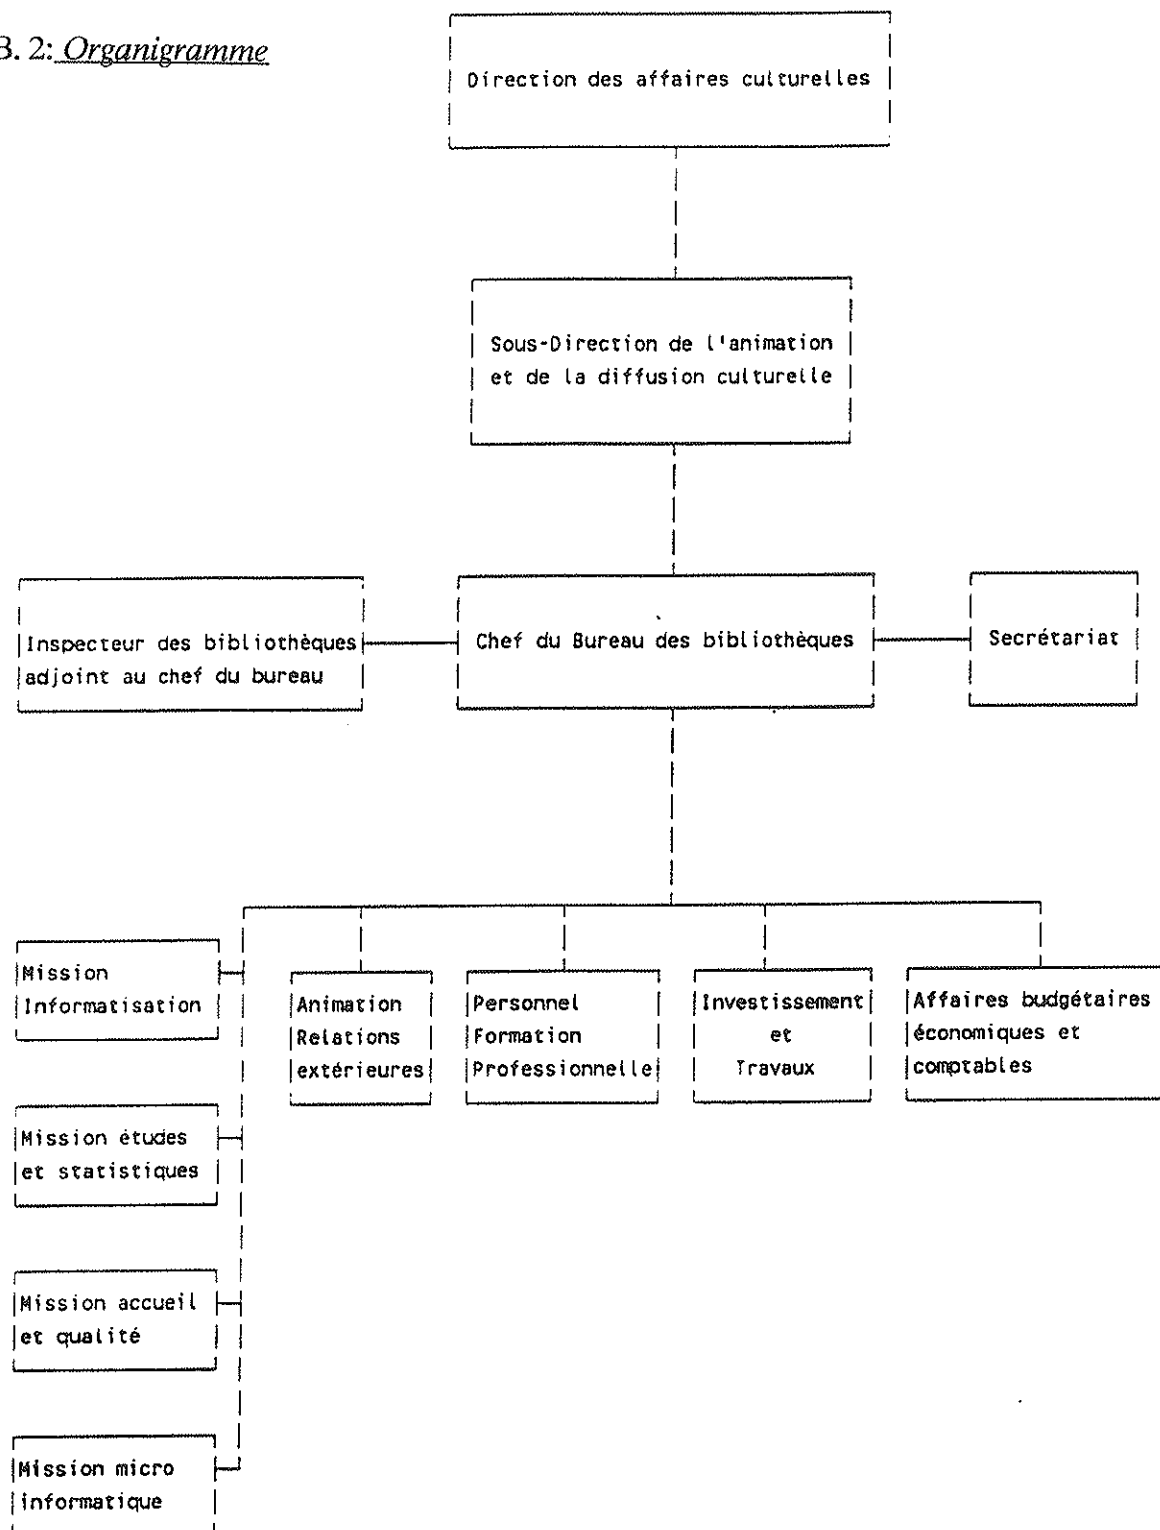 B. 2: Organigramme
Direction des affaires culturelles
Sous-Direction de l'animation
et de la diffusion culturelle
Inspecteur des bibliothèques
adjoint au chef du bureau
Chef du Bureau des bibliothèques
Secrétariat
Mission
Informatisation
Animation
Relations
extérieures
Personnel
Formation
Professionnelle
Investissement
et
Travaux
Affaires budgétaires
économiques et
comptables
Mission études
et statistiques
Mission accueil
et qualité
Mission micro
informatique